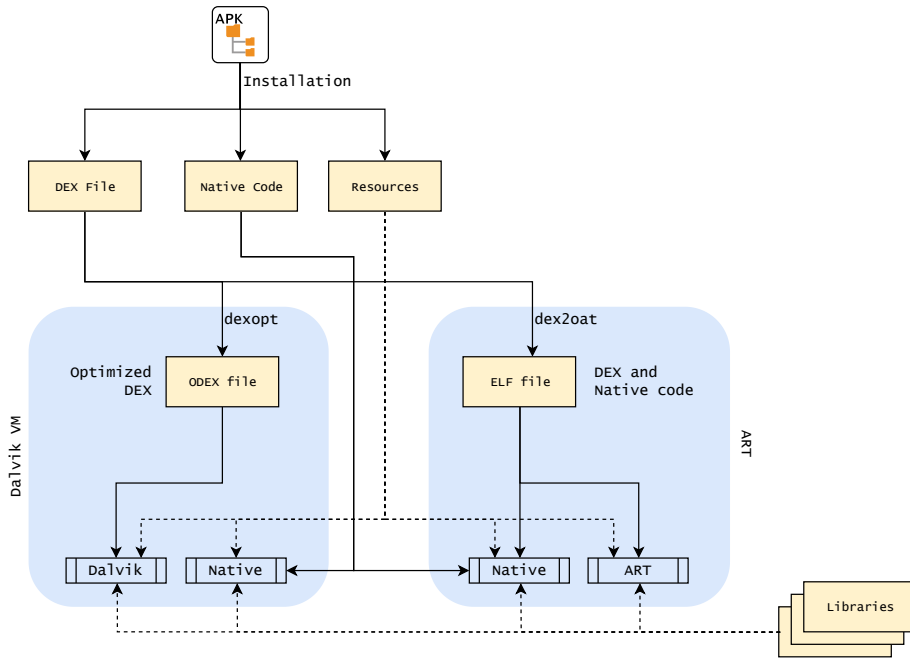 APK
Installation
DEX File
Native Code
Resources
dexopt
dex2oat
Optimized
DEX
ODEX file
ELF file
DEX and
Native code
Dalvik VM
ART
Dalvik
Native
Native
ART
Libraries